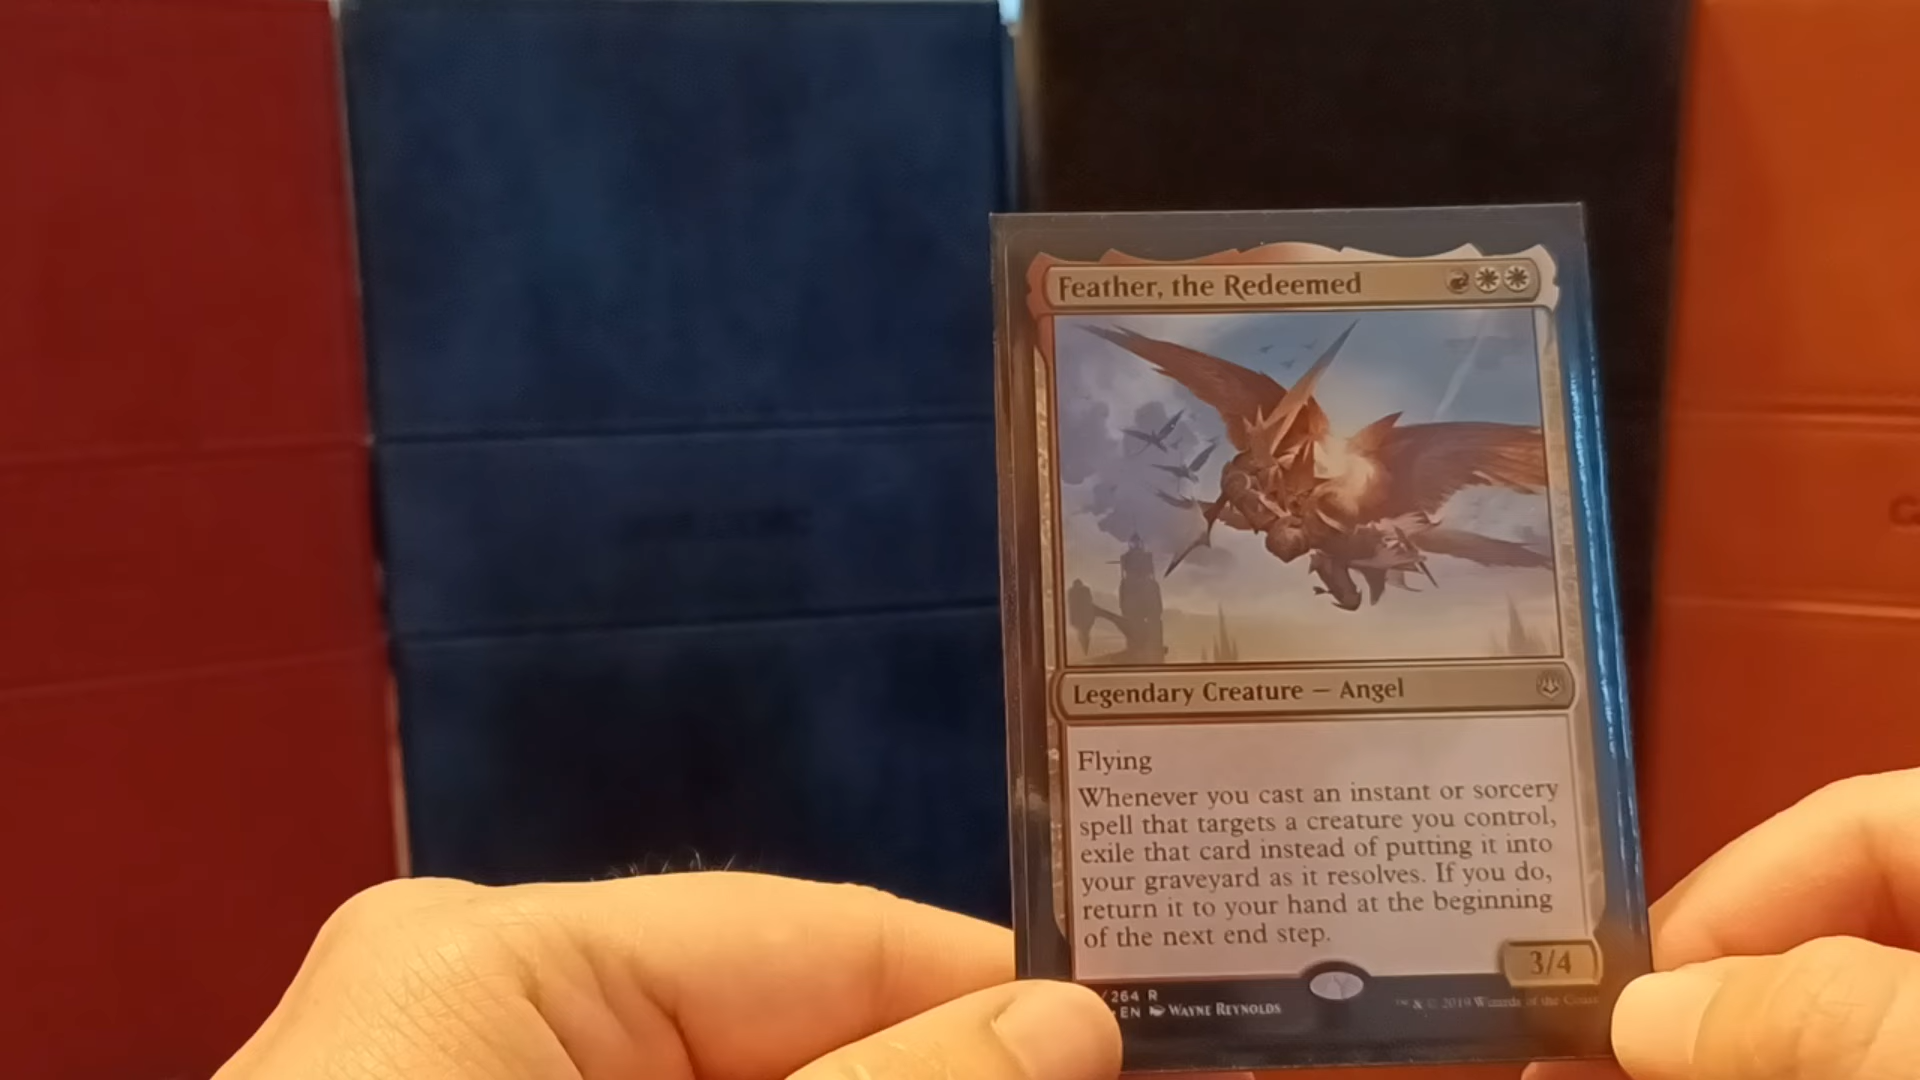 Feather, the Redeemed
Legendary Creature — Angel
Flying
Whenever you cast an instant or sorcery
spell that targets a creature you control,
exile that card instead of putting it into
your graveyard as it resolves. If you do,
return it to your hand at the beginning
of the next end step.
3/4
/264 R
EN WAYNE REYNOLDS
™ & © 2019 Wizards of the Coast